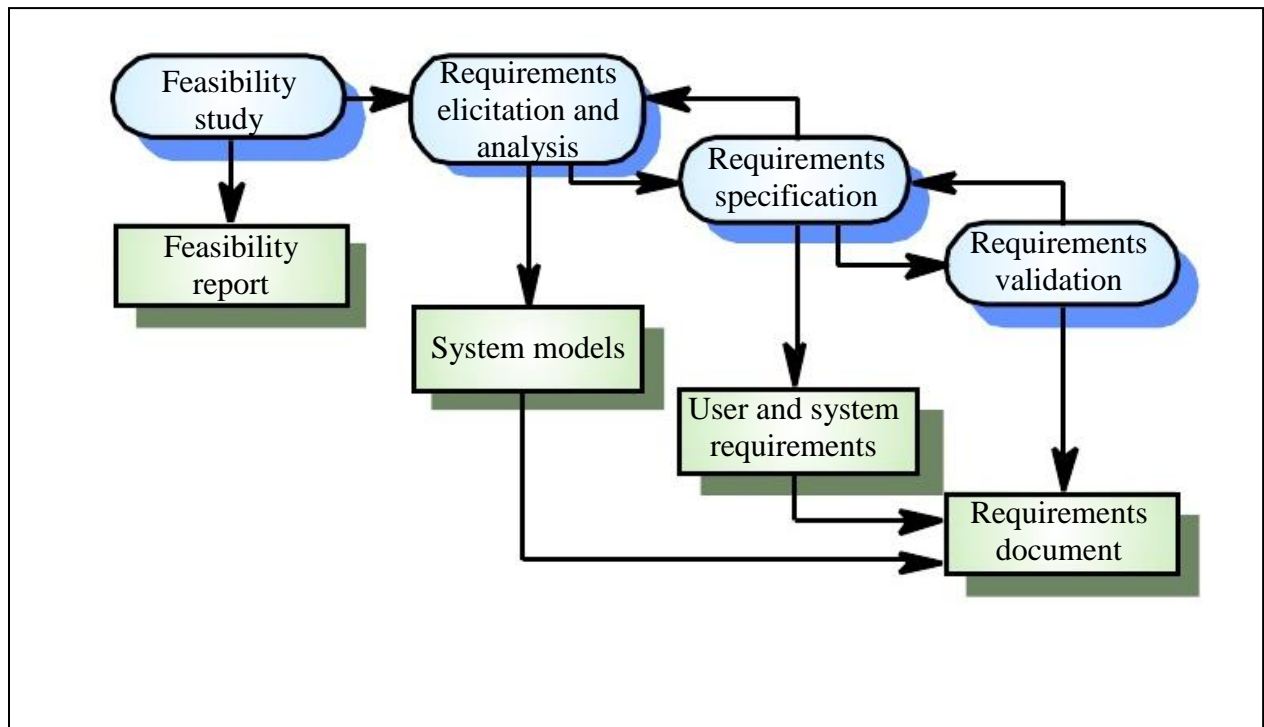 Feasibility
study
Requirements
elicitation and
analysis
Requirements
specification
Requirements
validation
Feasibility
report
System models
User and system
requirements
Requirements
document